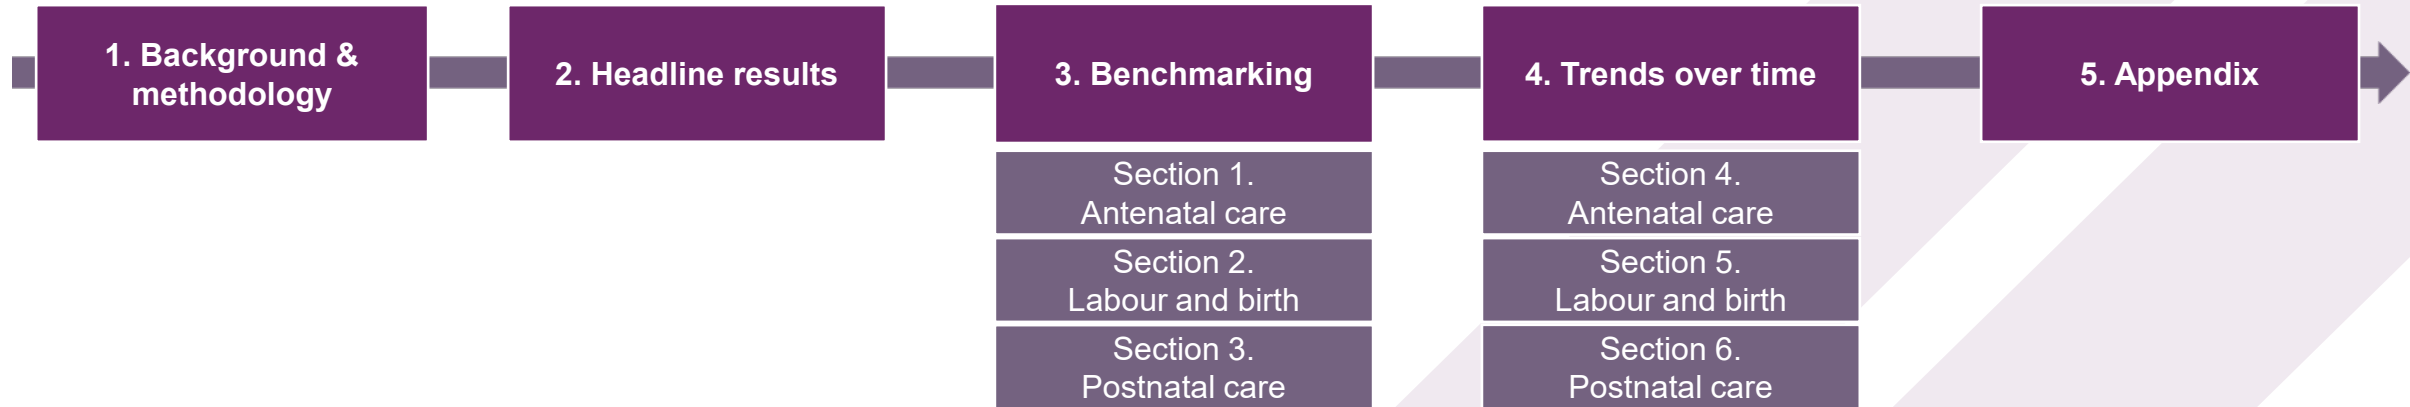 1. Background &
methodology
2. Headline results
3. Benchmarking
4. Trends over time
5. Appendix
Section 1.
Antenatal care
Section 2.
Labour and birth
Section 3.
Postnatal care
Section 4.
Antenatal care
Section 5.
Labour and birth
Section 6.
Postnatal care